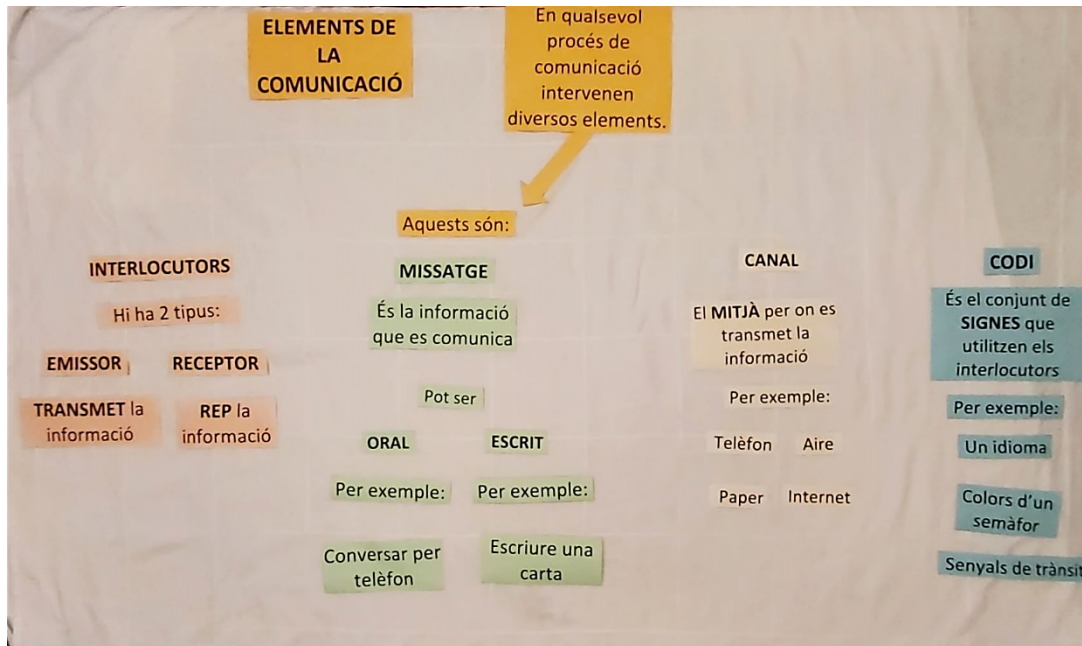 ELEMENTS DE
LA
COMUNICACIÓ
En qualsevol
procés de
comunicació
intervenen
diversos elements.
Aquests són:
INTERLOCUTORS
Hi ha 2 tipus:
EMISSOR
TRANSMET la
informació
RECEPTOR
REP la
informació
MISSATGE
És la informació
que es comunica
Pot ser
ORAL
Per exemple:
Conversar per
telèfon
ESCRIT
Per exemple:
Escriure una
carta
CANAL
El MITJÀ per on es
transmet la
informació
Per exemple:
Telèfon
Aire
Paper
Internet
CODI
És el conjunt de
SIGNES que
utilitzen els
interlocutors
Per exemple:
Un idioma
Colors d'un
semàfor
Senyals de trànsit